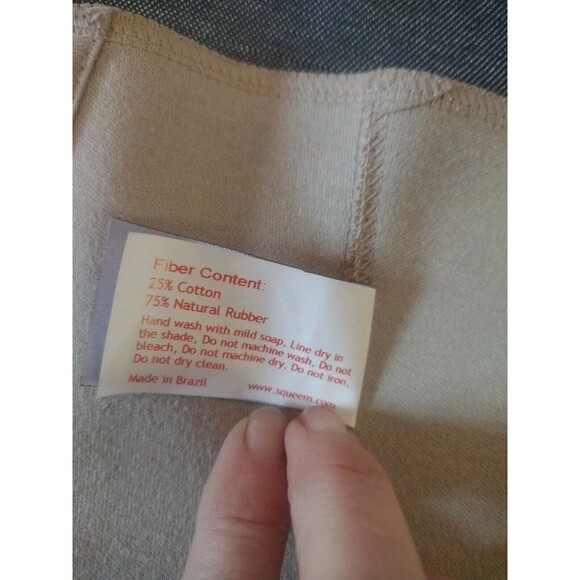 Fiber Content:
25% Cotton
75% Natural Rubber
Hand wash with mild soap, Line dry in
the shade, Do not machine wash, Do not
bleach, Do not machine dry, Do not iron.
Do not dry clean.
Made in Brazil www.squeem.com